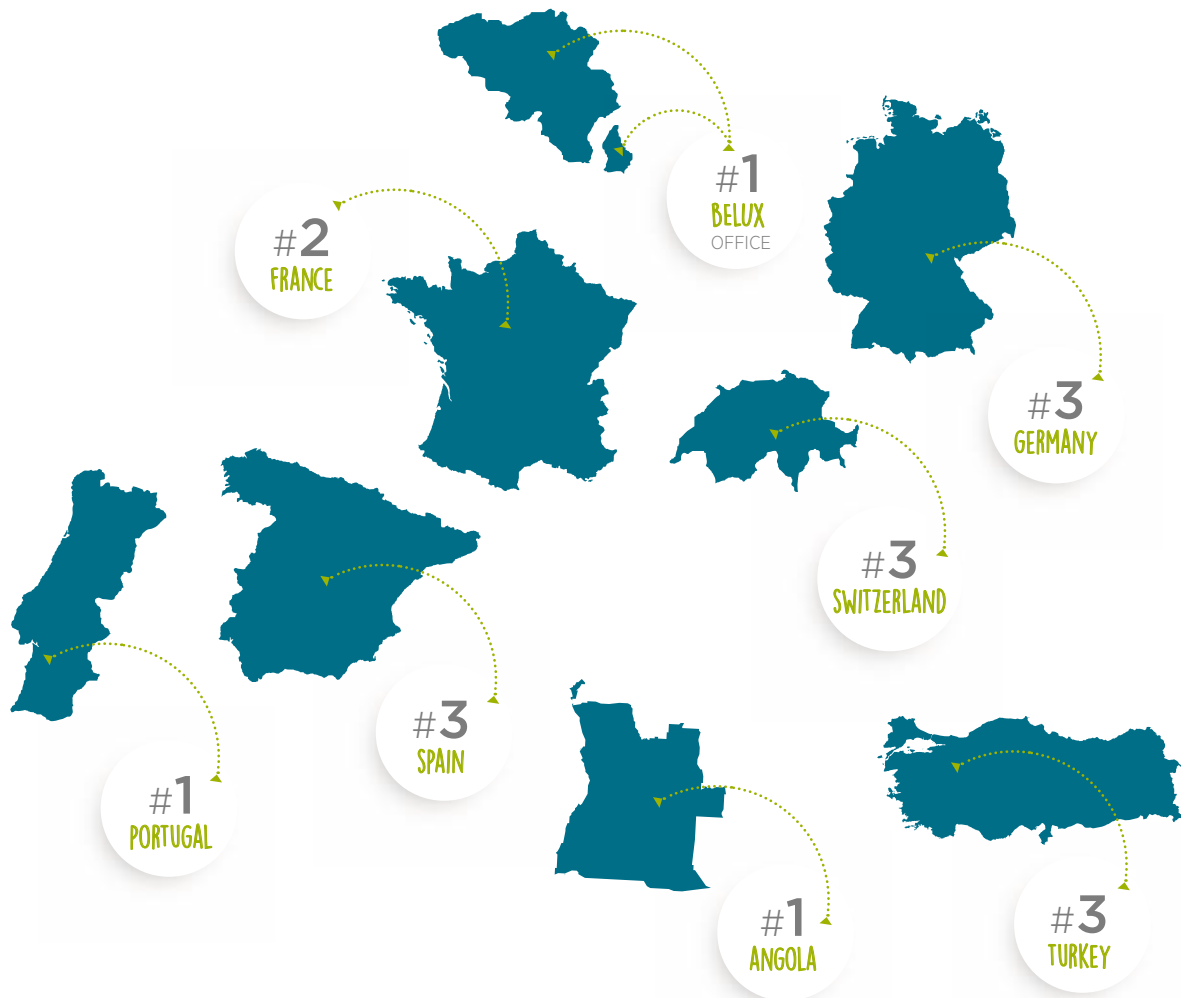 #1
BELUX
OFFICE
#2
FRANCE
#3
GERMANY
#3
SWITZERLAND
#3
SPAIN
#1
PORTUGAL
#1
ANGOLA
#3
TURKEY